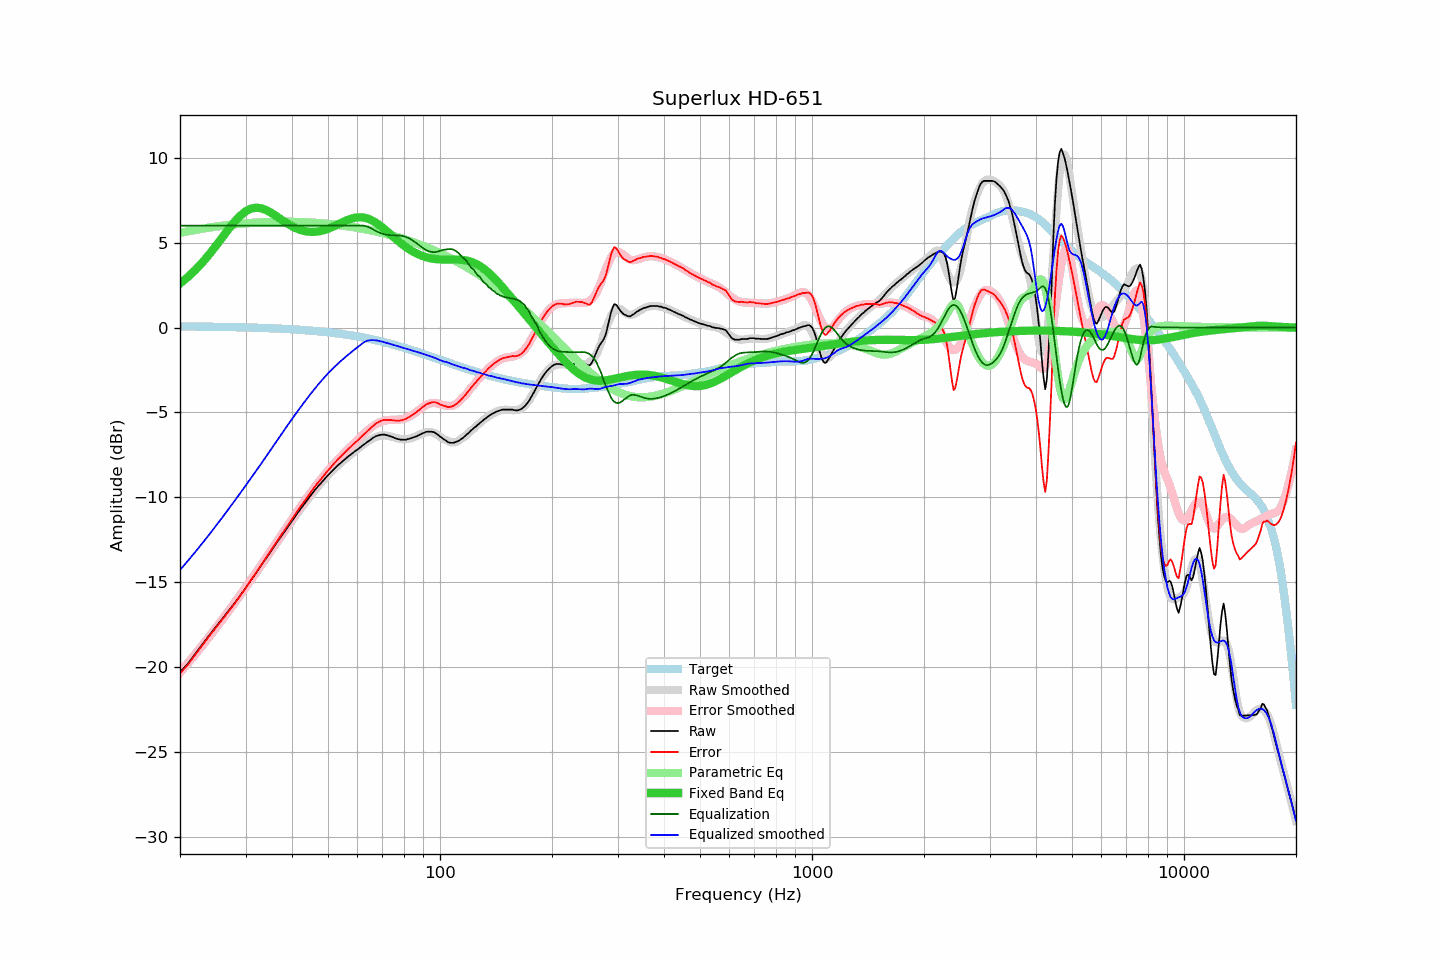 Superlux HD-651
10
5
0
−5
−10
−15
−20
−25
−30
Amplitude (dBr)
Target
Raw Smoothed
Error Smoothed
Raw
Error
Parametric Eq
Fixed Band Eq
Equalization
Equalized smoothed
100
1000
10000
Frequency (Hz)